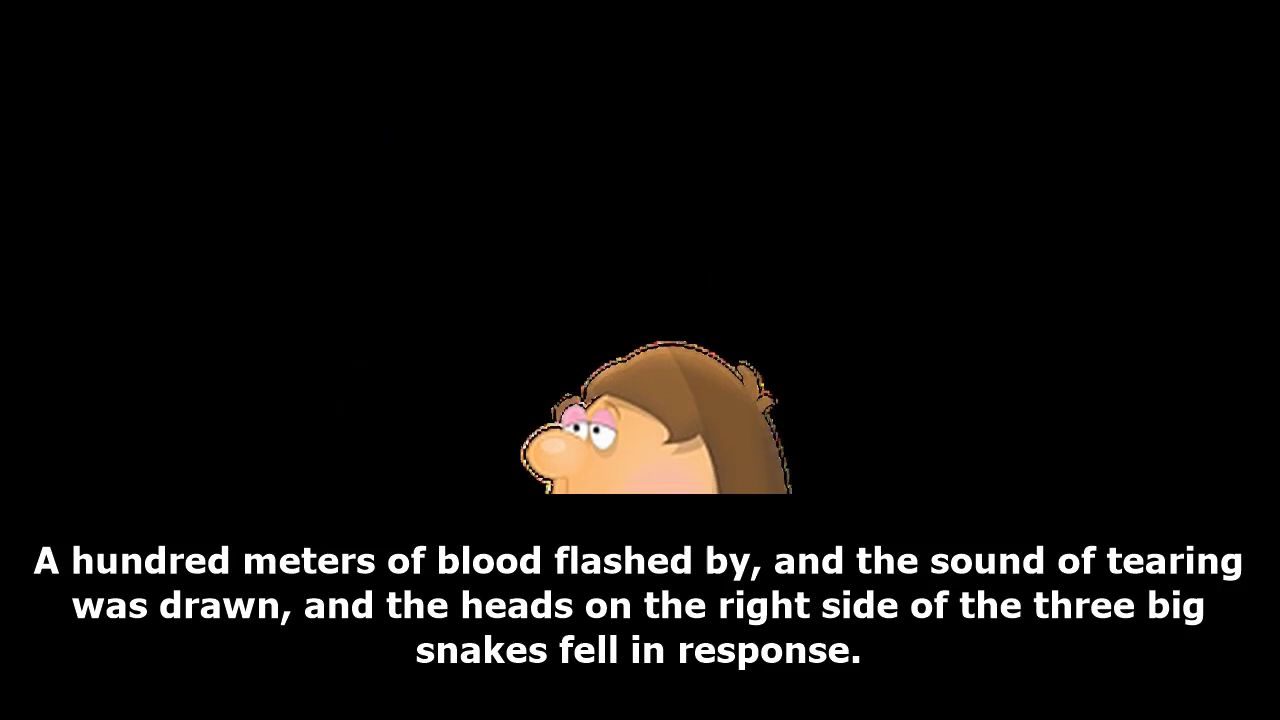 A hundred meters of blood flashed by, and the sound of tearing
was drawn, and the heads on the right side of the three big
snakes fell in response.